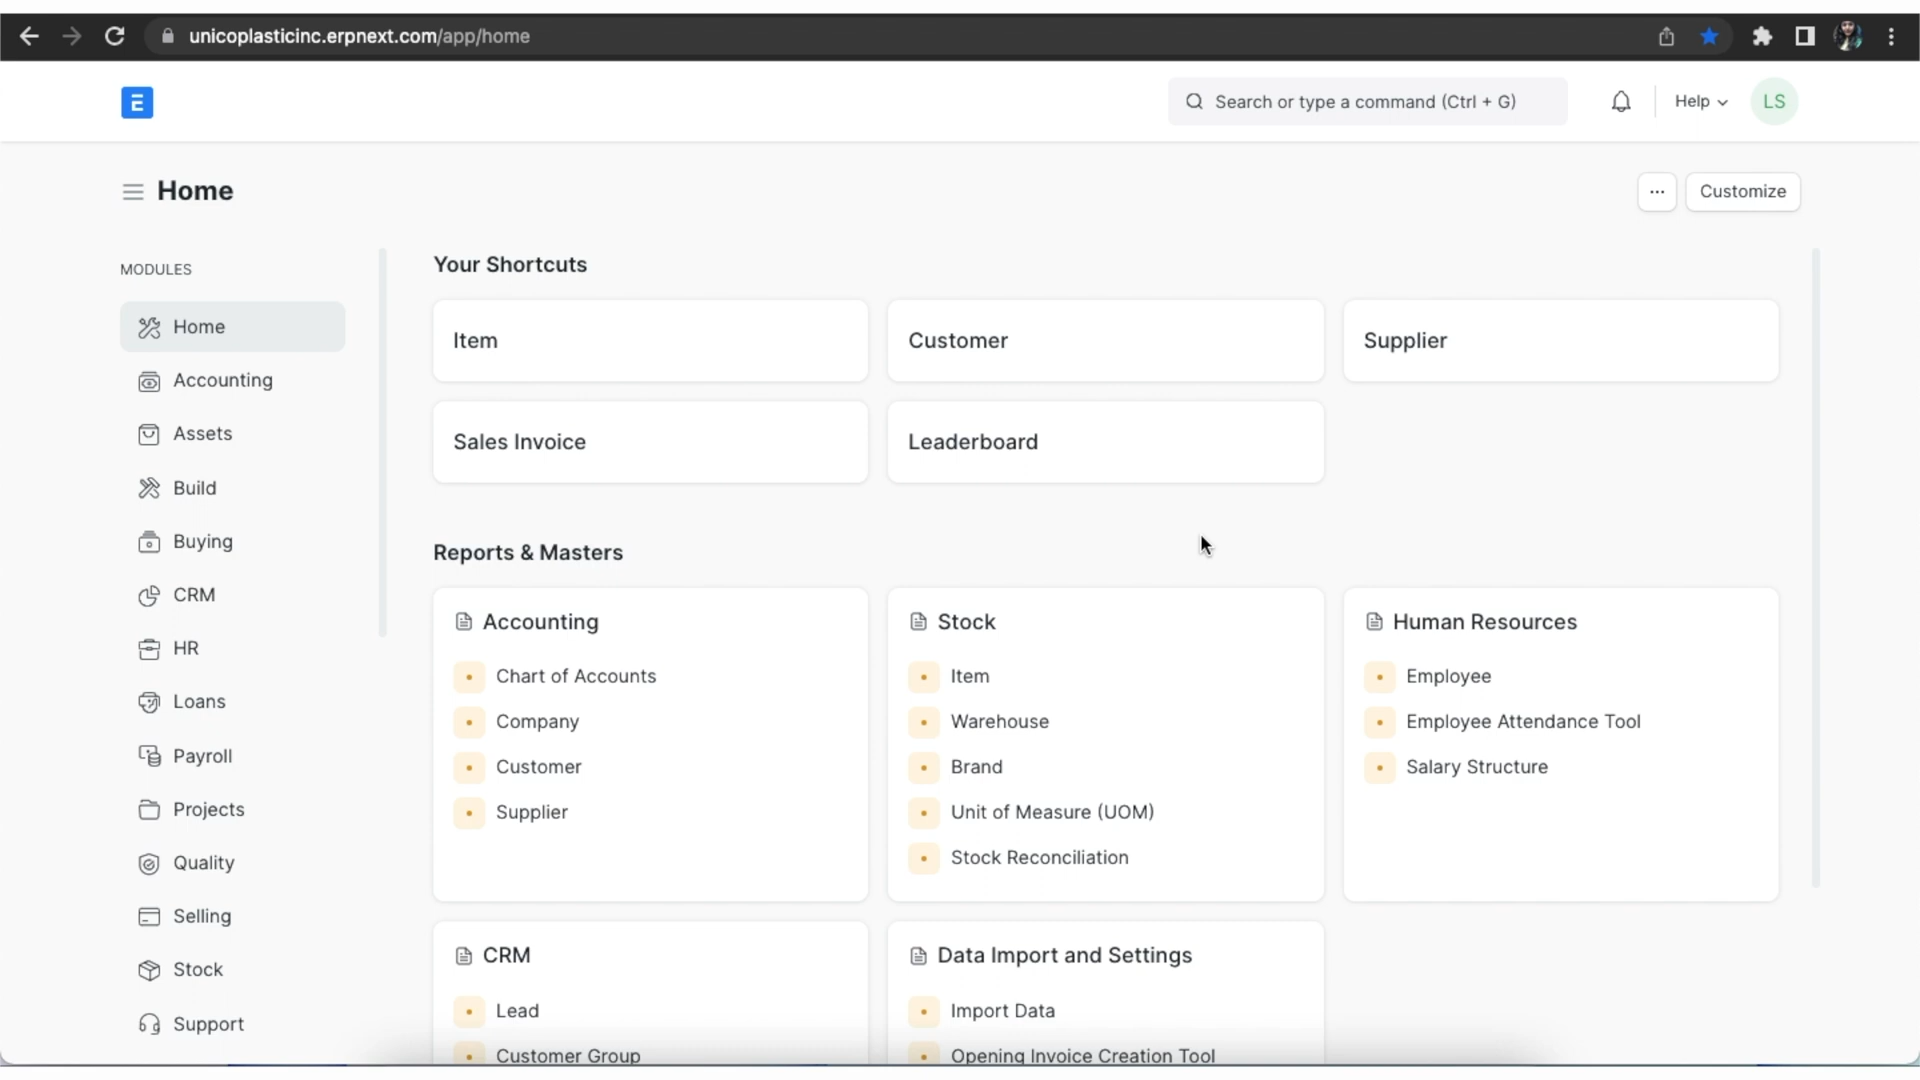 unicoplasticinc.erpnext.com/app/home
E
Search or type a command (Ctrl + G)
Help
LS
Home
...
Customize
MODULES
Home
Accounting
Assets
Build
Buying
CRM
HR
Loans
Payroll
Projects
Quality
Selling
Stock
Support
Your Shortcuts
Item
Customer
Supplier
Sales Invoice
Leaderboard
Reports & Masters
Accounting
Chart of Accounts
Company
Customer
Supplier
Stock
Item
Warehouse
Brand
Unit of Measure (UOM)
Stock Reconciliation
Human Resources
Employee
Employee Attendance Tool
Salary Structure
CRM
Lead
Customer Group
Data Import and Settings
Import Data
Opening Invoice Creation Tool